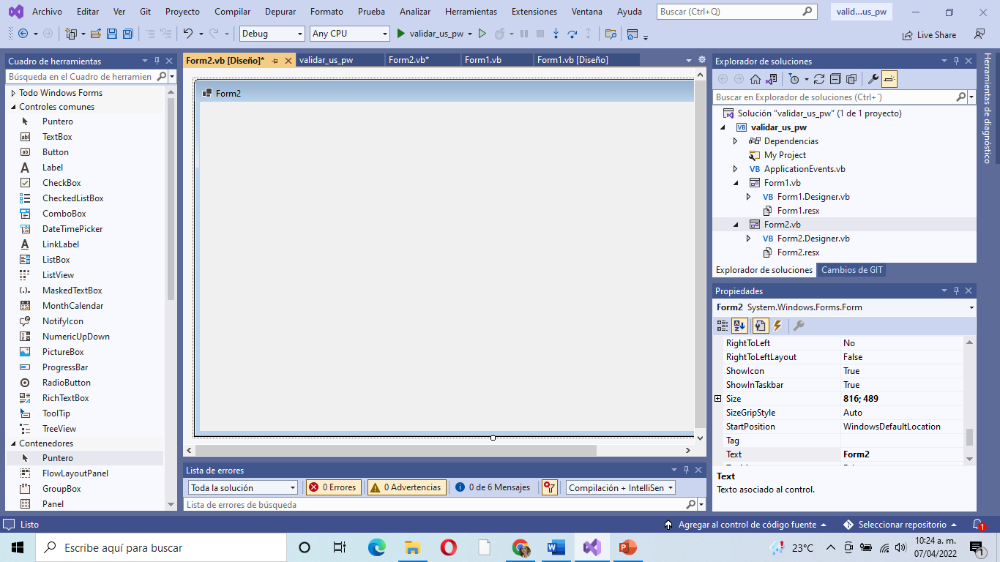 Archivo Editar Ver Git Proyecto Compilar Depurar Formato Prueba Analizar Herramientas Extensiones Ventana Ayuda Buscar (Ctrl+Q) valid...us_pw
Debug Any CPU validar_us_pw Live Share
Cuadro de herramientas
Búsqueda en el Cuadro de herramien
Todo Windows Forms
Controles comunes
Puntero
TextBox
Button
Label
CheckBox
CheckedListBox
ComboBox
DateTimePicker
LinkLabel
ListBox
ListView
MaskedTextBox
MonthCalendar
NotifyIcon
NumericUpDown
PictureBox
ProgressBar
RadioButton
RichTextBox
ToolTip
TreeView
Contenedores
Puntero
FlowLayoutPanel
GroupBox
Panel
Form2.vb [Diseño]* validar_us_pw Form2.vb* Form1.vb Form1.vb [Diseño]
Form2
Lista de errores
Toda la solución 0 Errores 0 Advertencias 0 de 6 Mensajes Compilación + IntelliSen
Lista de errores de búsqueda
Explorador de soluciones
Buscar en Explorador de soluciones (Ctrl+´)
Solución "validar_us_pw" (1 de 1 proyecto)
VB validar_us_pw
Dependencias
My Project
VB ApplicationEvents.vb
Form1.vb
VB Form1.Designer.vb
Form1.resx
Form2.vb
VB Form2.Designer.vb
Form2.resx
Explorador de soluciones Cambios de GIT
Propiedades
Form2 System.Windows.Forms.Form
RightToLeft No
RightToLeftLayout False
ShowIcon True
ShowInTaskbar True
Size 816; 489
SizeGripStyle Auto
StartPosition WindowsDefaultLocation
Tag
Text Form2
Text
Texto asociado al control.
Herramientas de diagnóstico
Listo Agregar al control de código fuente Seleccionar repositorio 1
Escribe aquí para buscar 23°C 10:24 a. m.
07/04/2022 1